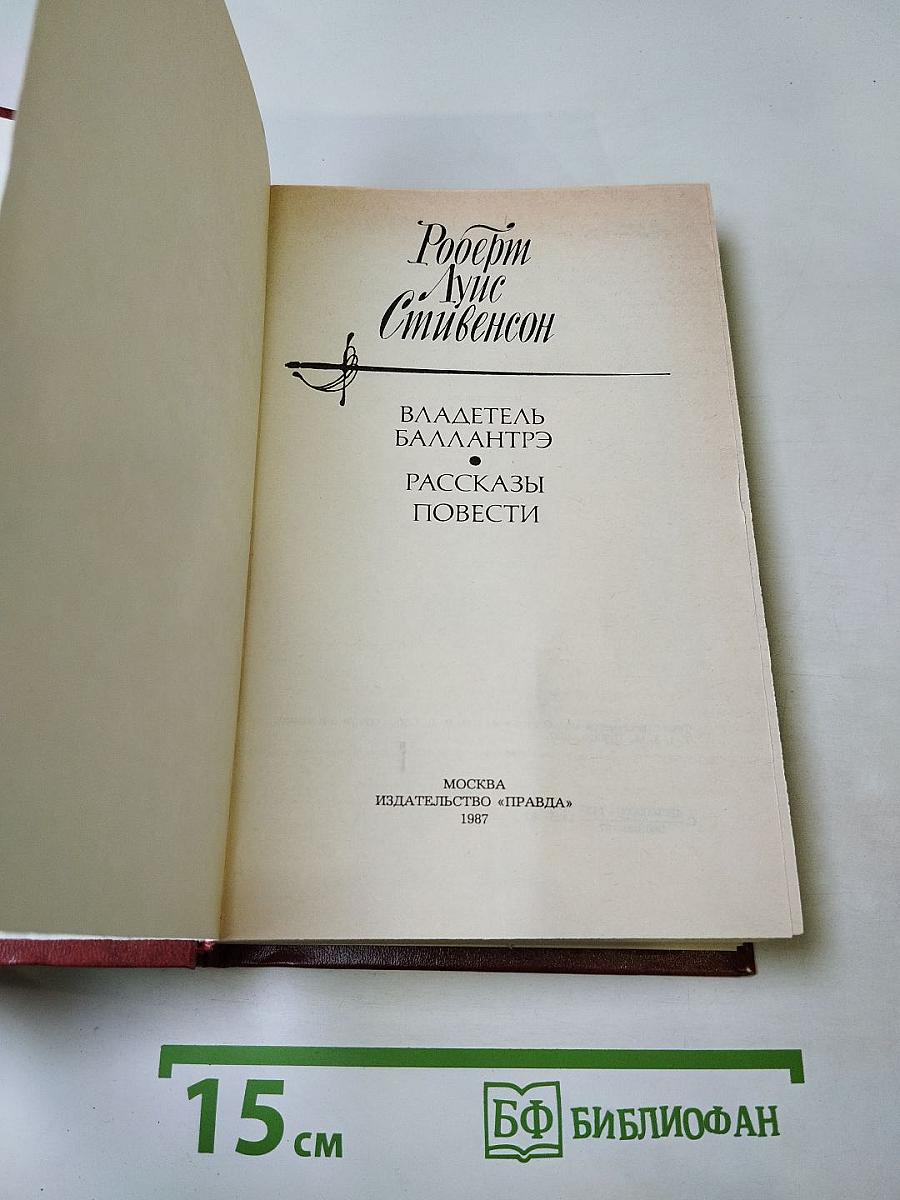 Роберт
Луис
Стивенсон
ВЛАДЕТЕЛЬ
БАЛЛАНТРЭ
•
РАССКАЗЫ
ПОВЕСТИ
МОСКВА
ИЗДАТЕЛЬСТВО «ПРАВДА»
1987
15 см
БФ БИБЛИОФАН